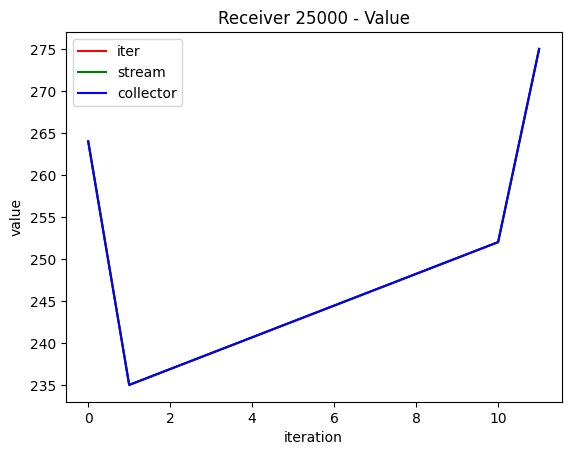 Receiver 25000 - Value
iter
stream
collector
275
270
265
260
255
250
245
240
235
value
0 2 4 6 8 10
iteration